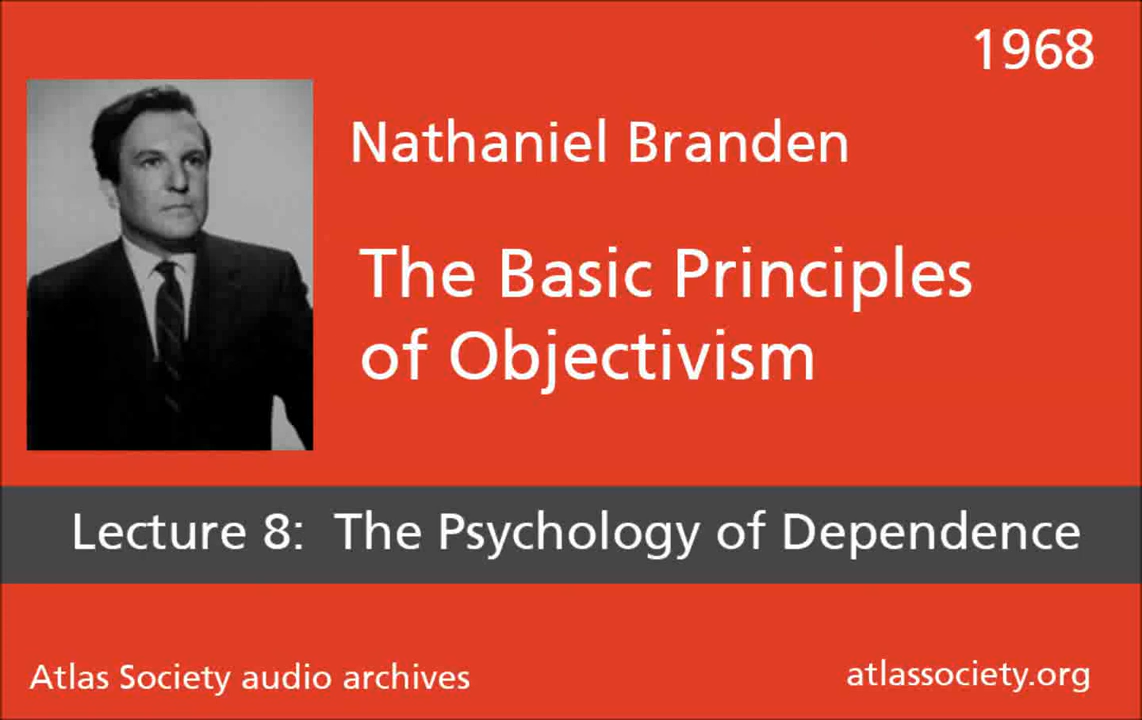 1968
Nathaniel Branden
The Basic Principles
of Objectivism
Lecture 8: The Psychology of Dependence
Atlas Society audio archives
atlassociety.org